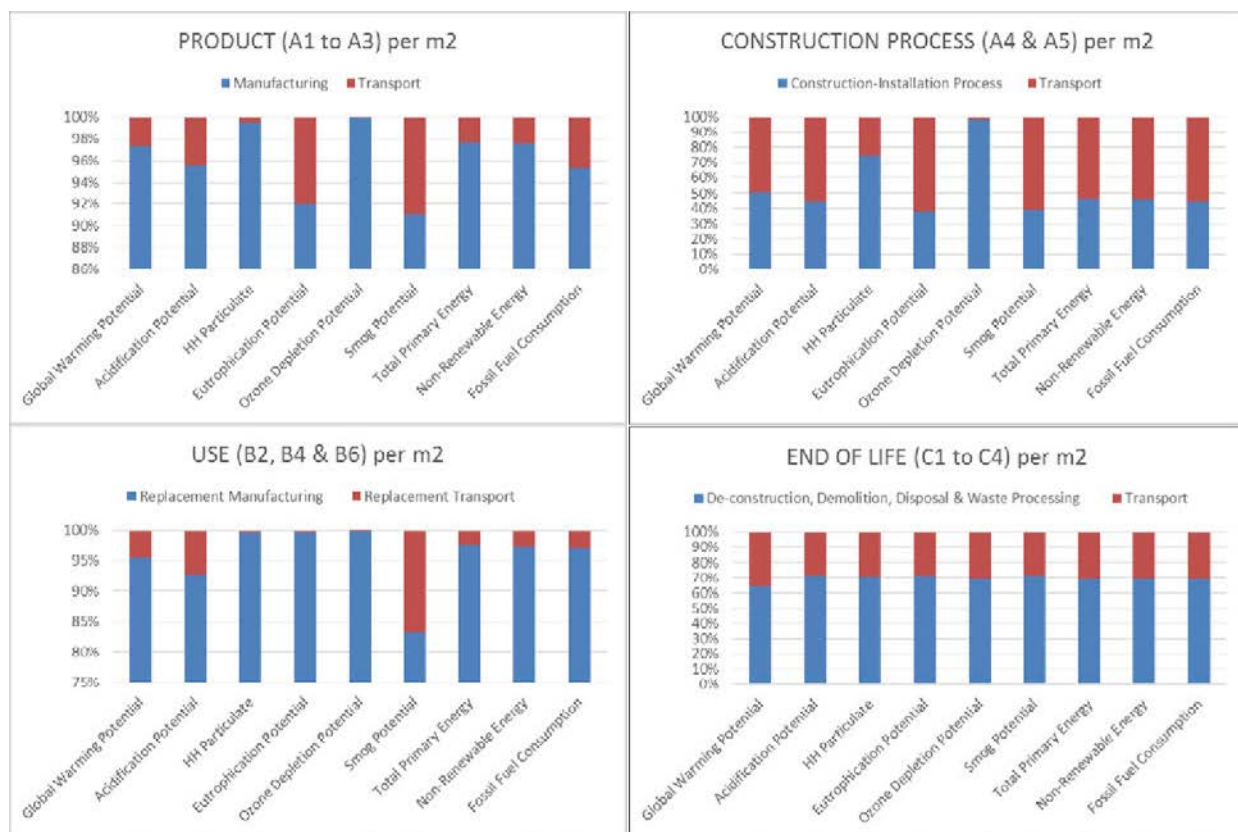 PRODUCT (A1 to A3) per m2
Manufacturing Transport
100%
98%
96%
94%
92%
90%
88%
86%
Global Warming Potential
Acidification Potential
HH Particulate
Eutrophication Potential
Ozone Depletion Potential
Smog Potential
Total Primary Energy
Non-Renewable Energy
Fossil Fuel Consumption
CONSTRUCTION PROCESS (A4 & A5) per m2
Construction-Installation Process Transport
100%
90%
80%
70%
60%
50%
40%
30%
20%
10%
0%
Global Warming Potential
Acidification Potential
HH Particulate
Eutrophication Potential
Ozone Depletion Potential
Smog Potential
Total Primary Energy
Non-Renewable Energy
Fossil Fuel Consumption
USE (B2, B4 & B6) per m2
Replacement Manufacturing Replacement Transport
100%
95%
90%
85%
80%
75%
Global Warming Potential
Acidification Potential
HH Particulate
Eutrophication Potential
Ozone Depletion Potential
Smog Potential
Total Primary Energy
Non-Renewable Energy
Fossil Fuel Consumption
END OF LIFE (C1 to C4) per m2
De-construction, Demolition, Disposal & Waste Processing Transport
100%
90%
80%
70%
60%
50%
40%
30%
20%
10%
0%
Global Warming Potential
Acidification Potential
HH Particulate
Eutrophication Potential
Ozone Depletion Potential
Smog Potential
Total Primary Energy
Non-Renewable Energy
Fossil Fuel Consumption